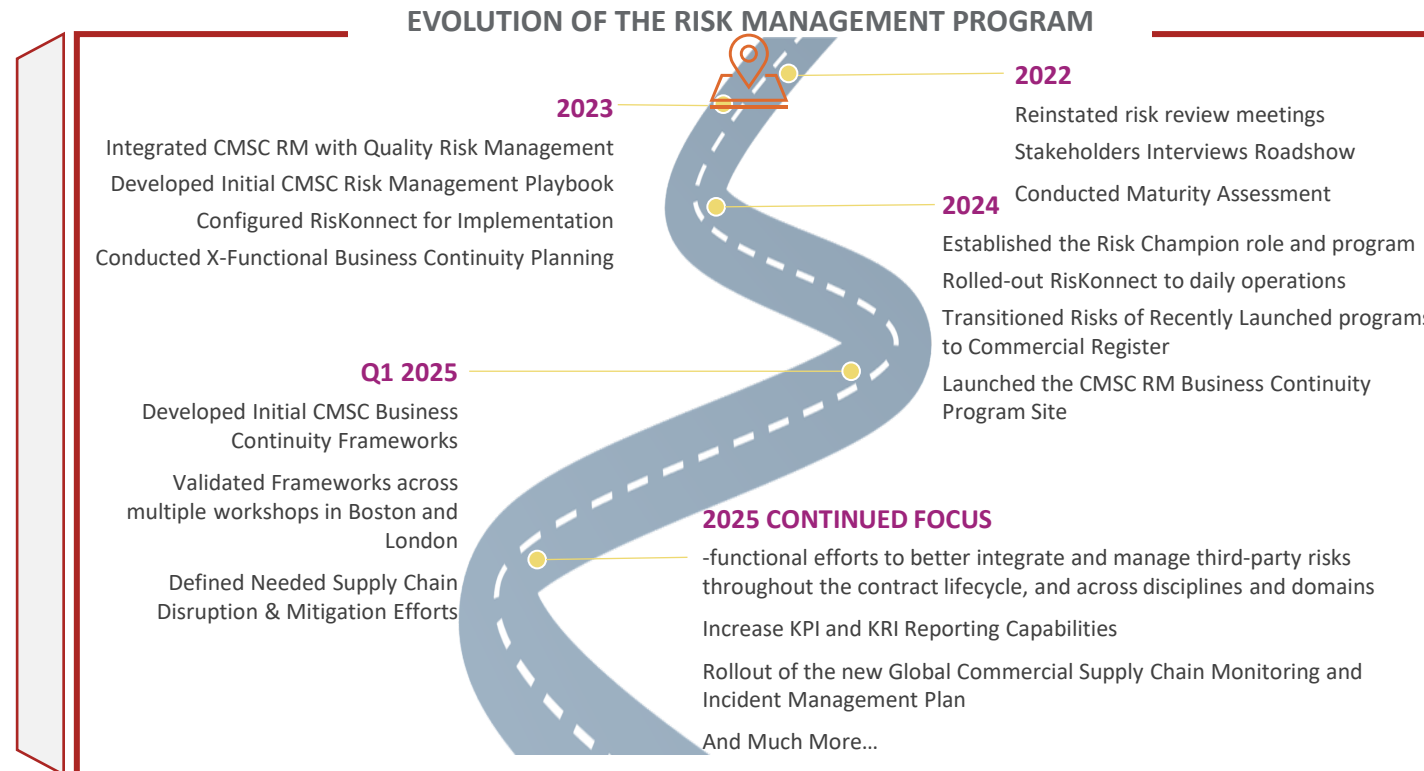 EVOLUTION OF THE RISK MANAGEMENT PROGRAM
2022
Reinstated risk review meetings
Stakeholders Interviews Roadshow
Conducted Maturity Assessment
2023
Integrated CMSC RM with Quality Risk Management
Developed Initial CMSC Risk Management Playbook
Configured RisKonnect for Implementation
Conducted X-Functional Business Continuity Planning
2024
Established the Risk Champion role and program
Rolled-out RisKonnect to daily operations
Transitioned Risks of Recently Launched programs
to Commercial Register
Launched the CMSC RM Business Continuity
Program Site
Q1 2025
Developed Initial CMSC Business
Continuity Frameworks
Validated Frameworks across
multiple workshops in Boston and
London
Defined Needed Supply Chain
Disruption & Mitigation Efforts
2025 CONTINUED FOCUS
-functional efforts to better integrate and manage third-party risks
throughout the contract lifecycle, and across disciplines and domains
Increase KPI and KRI Reporting Capabilities
Rollout of the new Global Commercial Supply Chain Monitoring and
Incident Management Plan
And Much More…